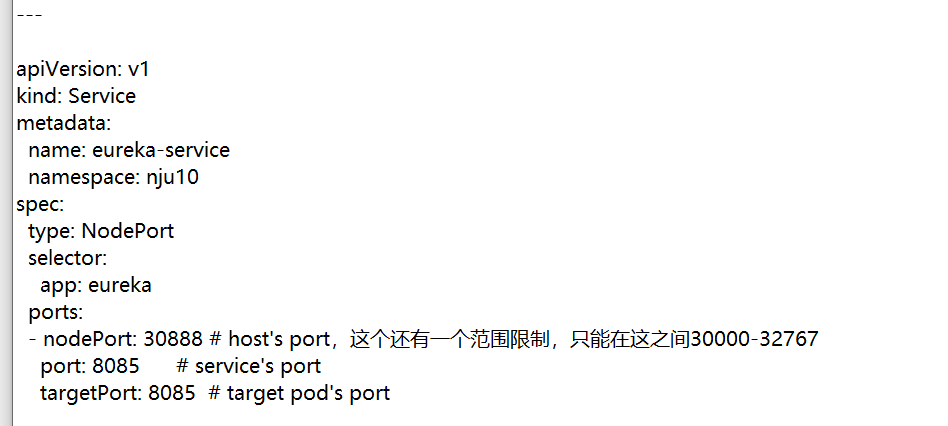 ---
apiVersion: v1
kind: Service
metadata:
  name: eureka-service
  namespace: nju10
spec:
  type: NodePort
  selector:
    app: eureka
  ports:
  - nodePort: 30888 # host's port，这个还有一个范围限制，只能在这之间30000-32767
    port: 8085      # service's port
    targetPort: 8085  # target pod's port